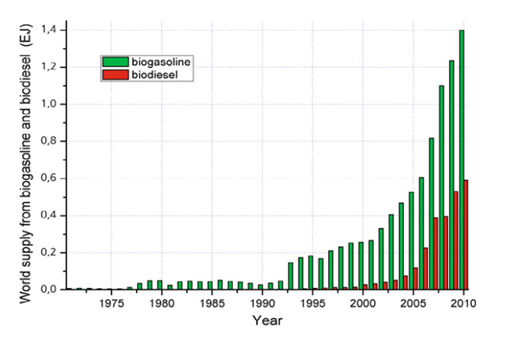 World supply from biogasoline and biodiesel (EJ)
1,4
1,2
1,0
0,8
0,6
0,4
0,2
0,0
biogasoline
biodiesel
1975 1980 1985 1990 1995 2000 2005 2010
Year